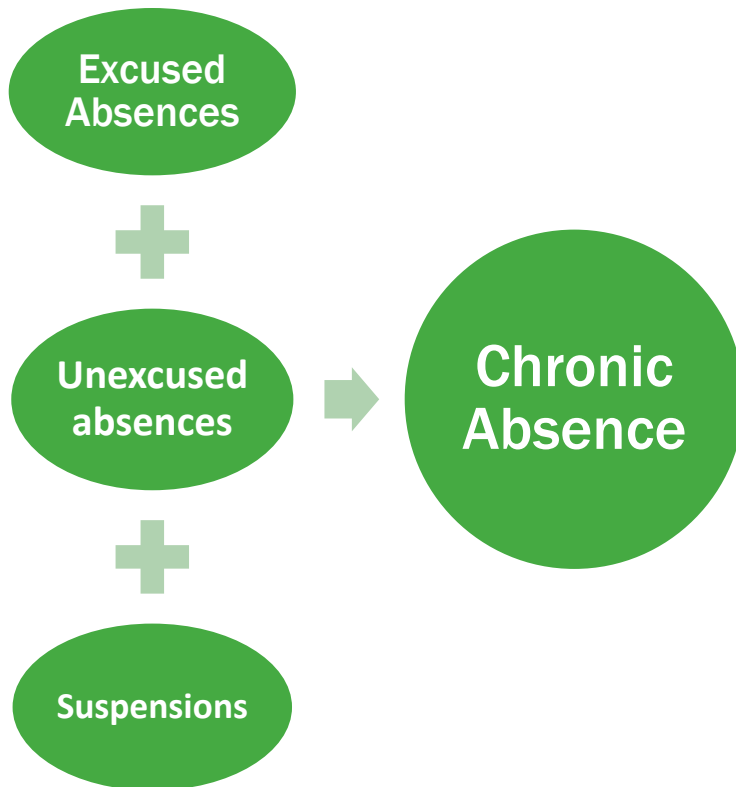 Excused
Absences
Unexcused
absences
Chronic
Absence
Suspensions